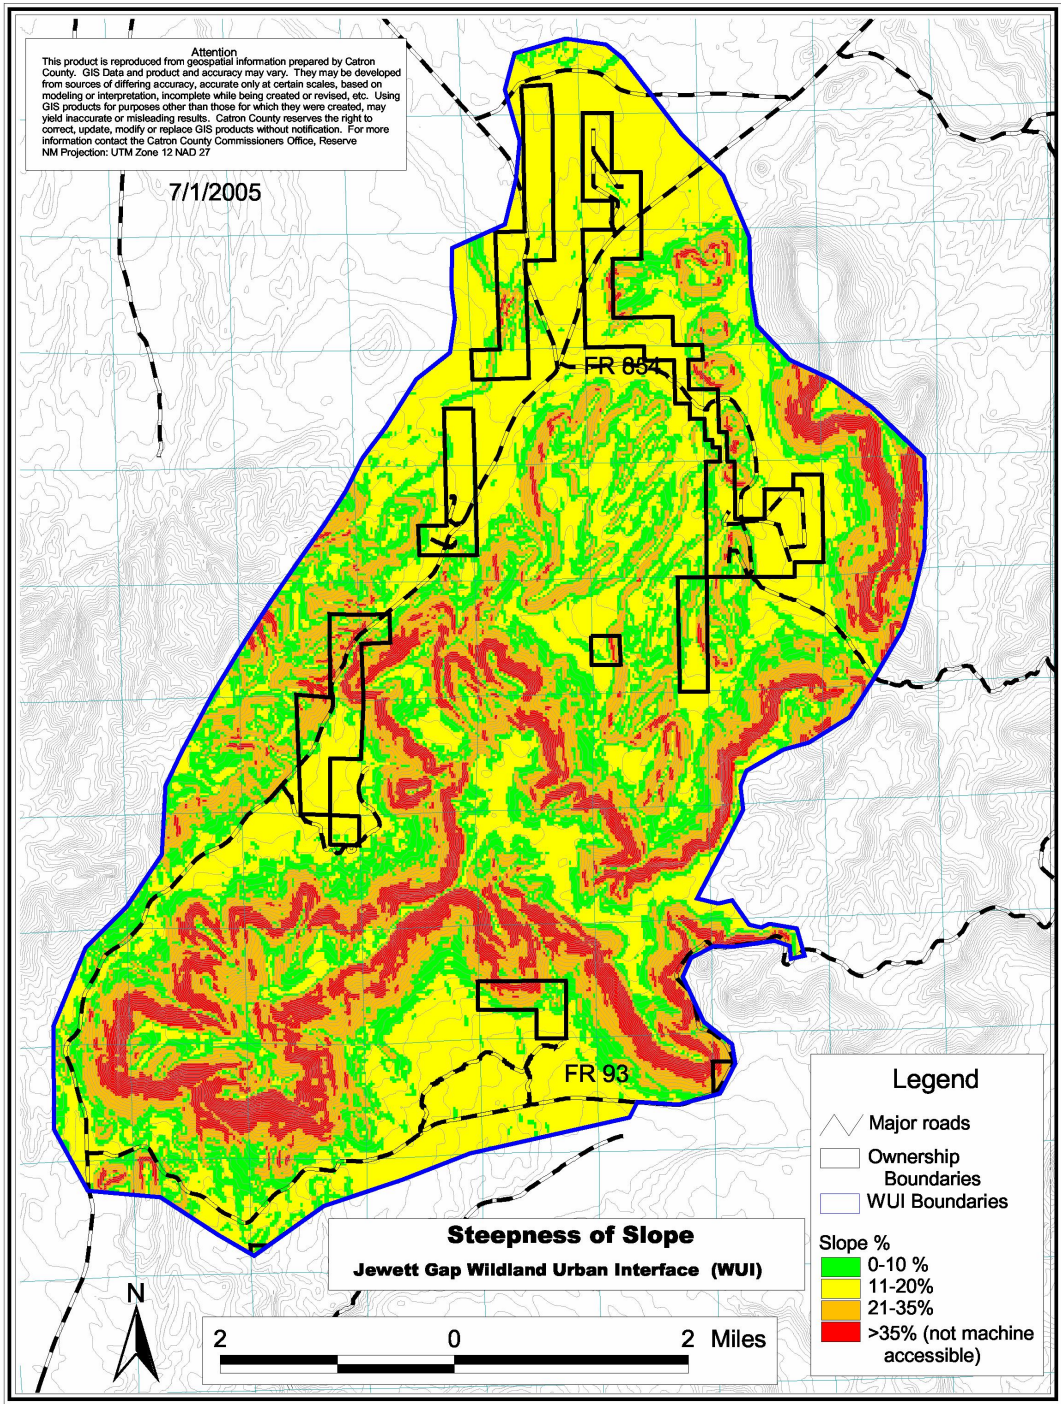 Attention
This product is reproduced from geospatial information prepared by Catron
County.  GIS Data and product and accuracy may vary.  They may be developed
from sources of differing accuracy, accurate only at certain scales, based on
modeling or interpretation, incomplete while being created or revised, etc.  Using
GIS products for purposes other than those for which they were created, may
yield inaccurate or misleading results.  Catron County reserves the right to
correct, update, modify or replace GIS products without notification.  For more
information contact the Catron County Commissioners Office, Reserve
NM Projection: UTM Zone 12 NAD 27
7/1/2005
FR 854
FR 93
Legend
Major roads
Ownership
Boundaries
WUI Boundaries
Slope %
0-10 %
11-20%
21-35%
>35% (not machine
accessible)
Steepness of Slope
Jewett Gap Wildland Urban Interface  (WUI)
N
2 0 2 Miles